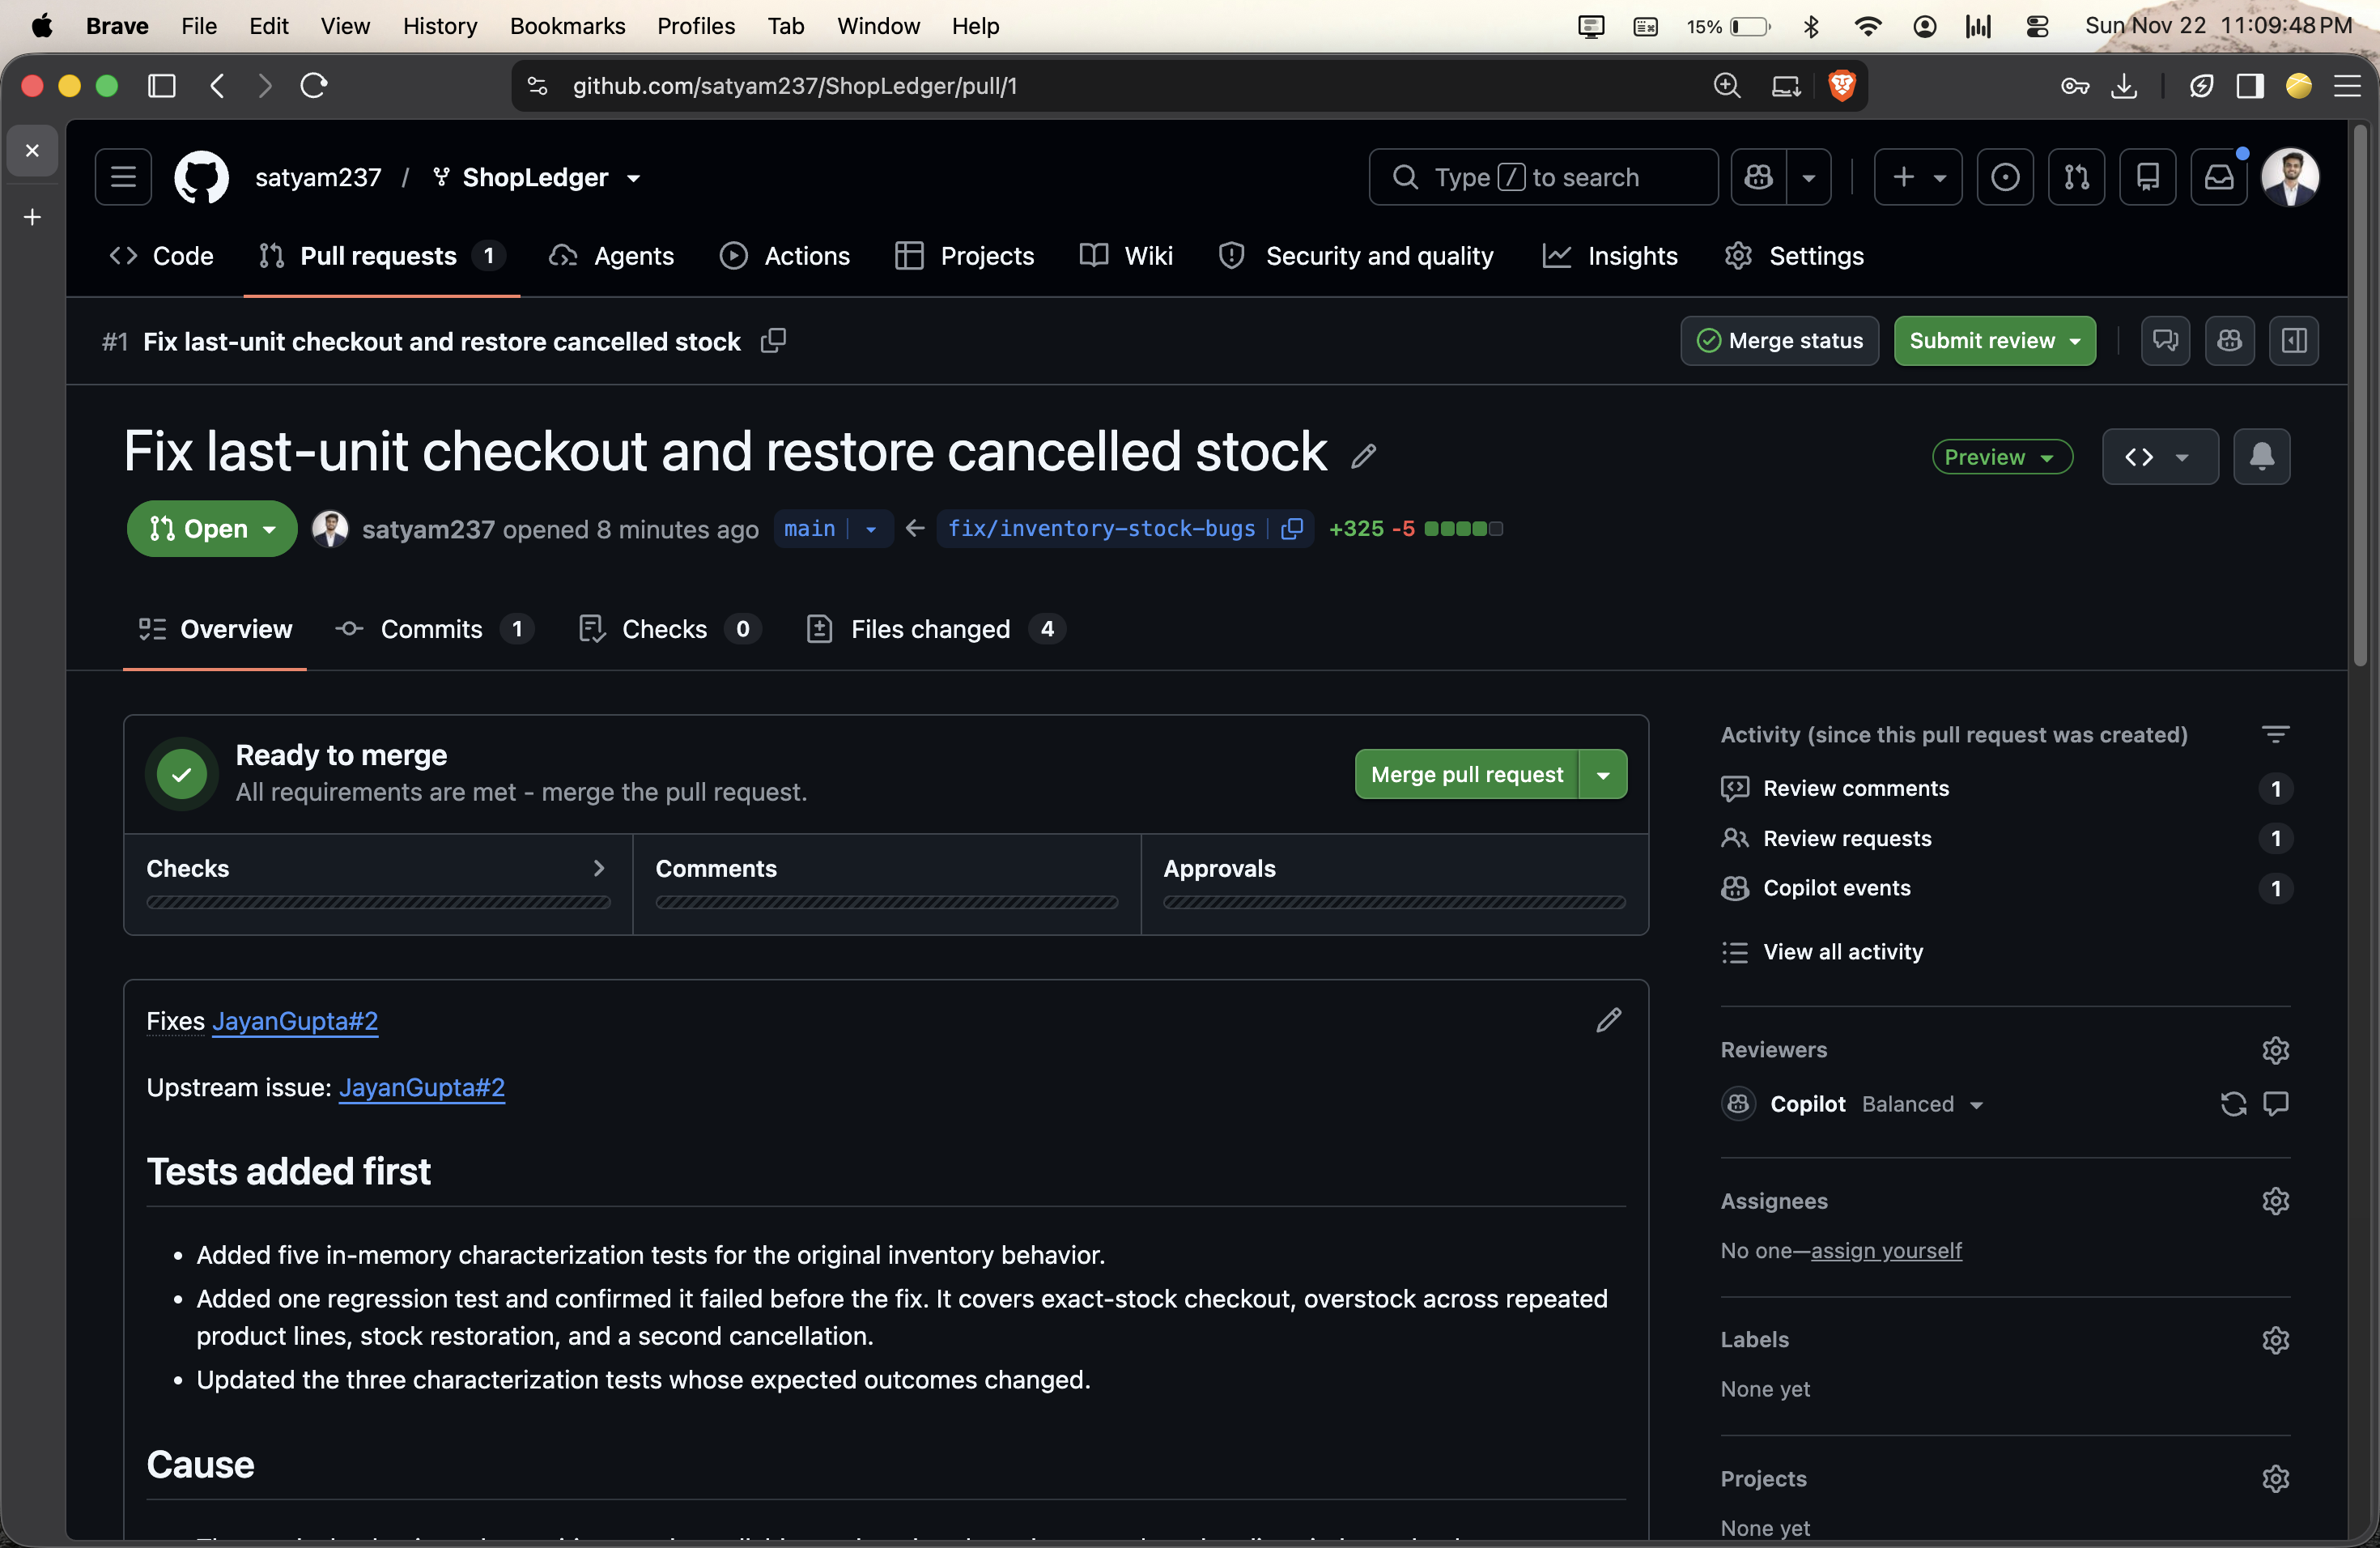 Brave File Edit View History Bookmarks Profiles Tab Window Help 15% Sun Nov 22 11:09:48 PM
github.com/satyam237/ShopLedger/pull/1
satyam237 / ShopLedger Type / to search
Code Pull requests 1 Agents Actions Projects Wiki Security and quality Insights Settings
#1 Fix last-unit checkout and restore cancelled stock Merge status Submit review
Fix last-unit checkout and restore cancelled stock Preview
Open satyam237 opened 8 minutes ago main fix/inventory-stock-bugs +325 -5
Overview Commits 1 Checks 0 Files changed 4
Ready to merge
All requirements are met - merge the pull request.
Merge pull request
Checks Comments Approvals
Fixes JayanGupta#2
Upstream issue: JayanGupta#2
Tests added first
• Added five in-memory characterization tests for the original inventory behavior.
• Added one regression test and confirmed it failed before the fix. It covers exact-stock checkout, overstock across repeated
product lines, stock restoration, and a second cancellation.
• Updated the three characterization tests whose expected outcomes changed.
Cause
Activity (since this pull request was created)
Review comments 1
Review requests 1
Copilot events 1
View all activity
Reviewers
Copilot Balanced
Assignees
No one—assign yourself
Labels
None yet
Projects
None yet